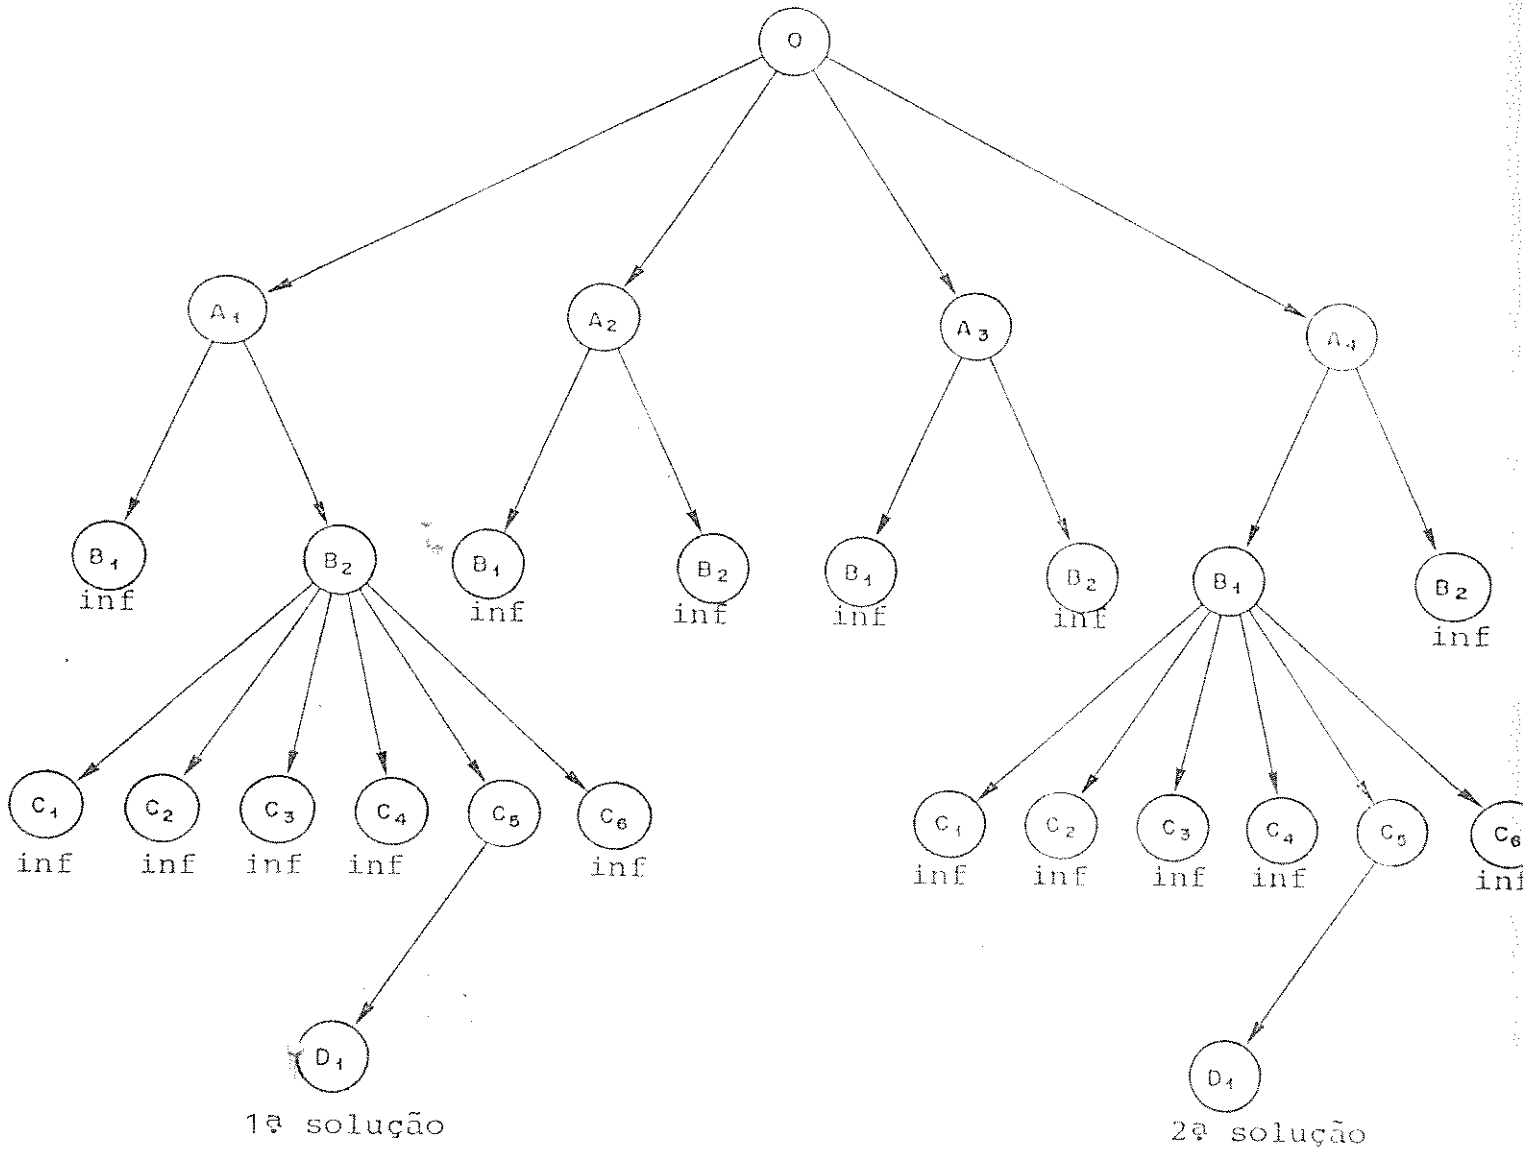 O
A1 A2 A3 A4
B1 B2 B1 B2 B1 B2 B1 B2
inf inf inf inf inf inf
C1 C2 C3 C4 C5 C6 C1 C2 C3 C4 C5 C6
inf inf inf inf inf inf inf inf inf inf
D1 D1
1ª solução 2ª solução